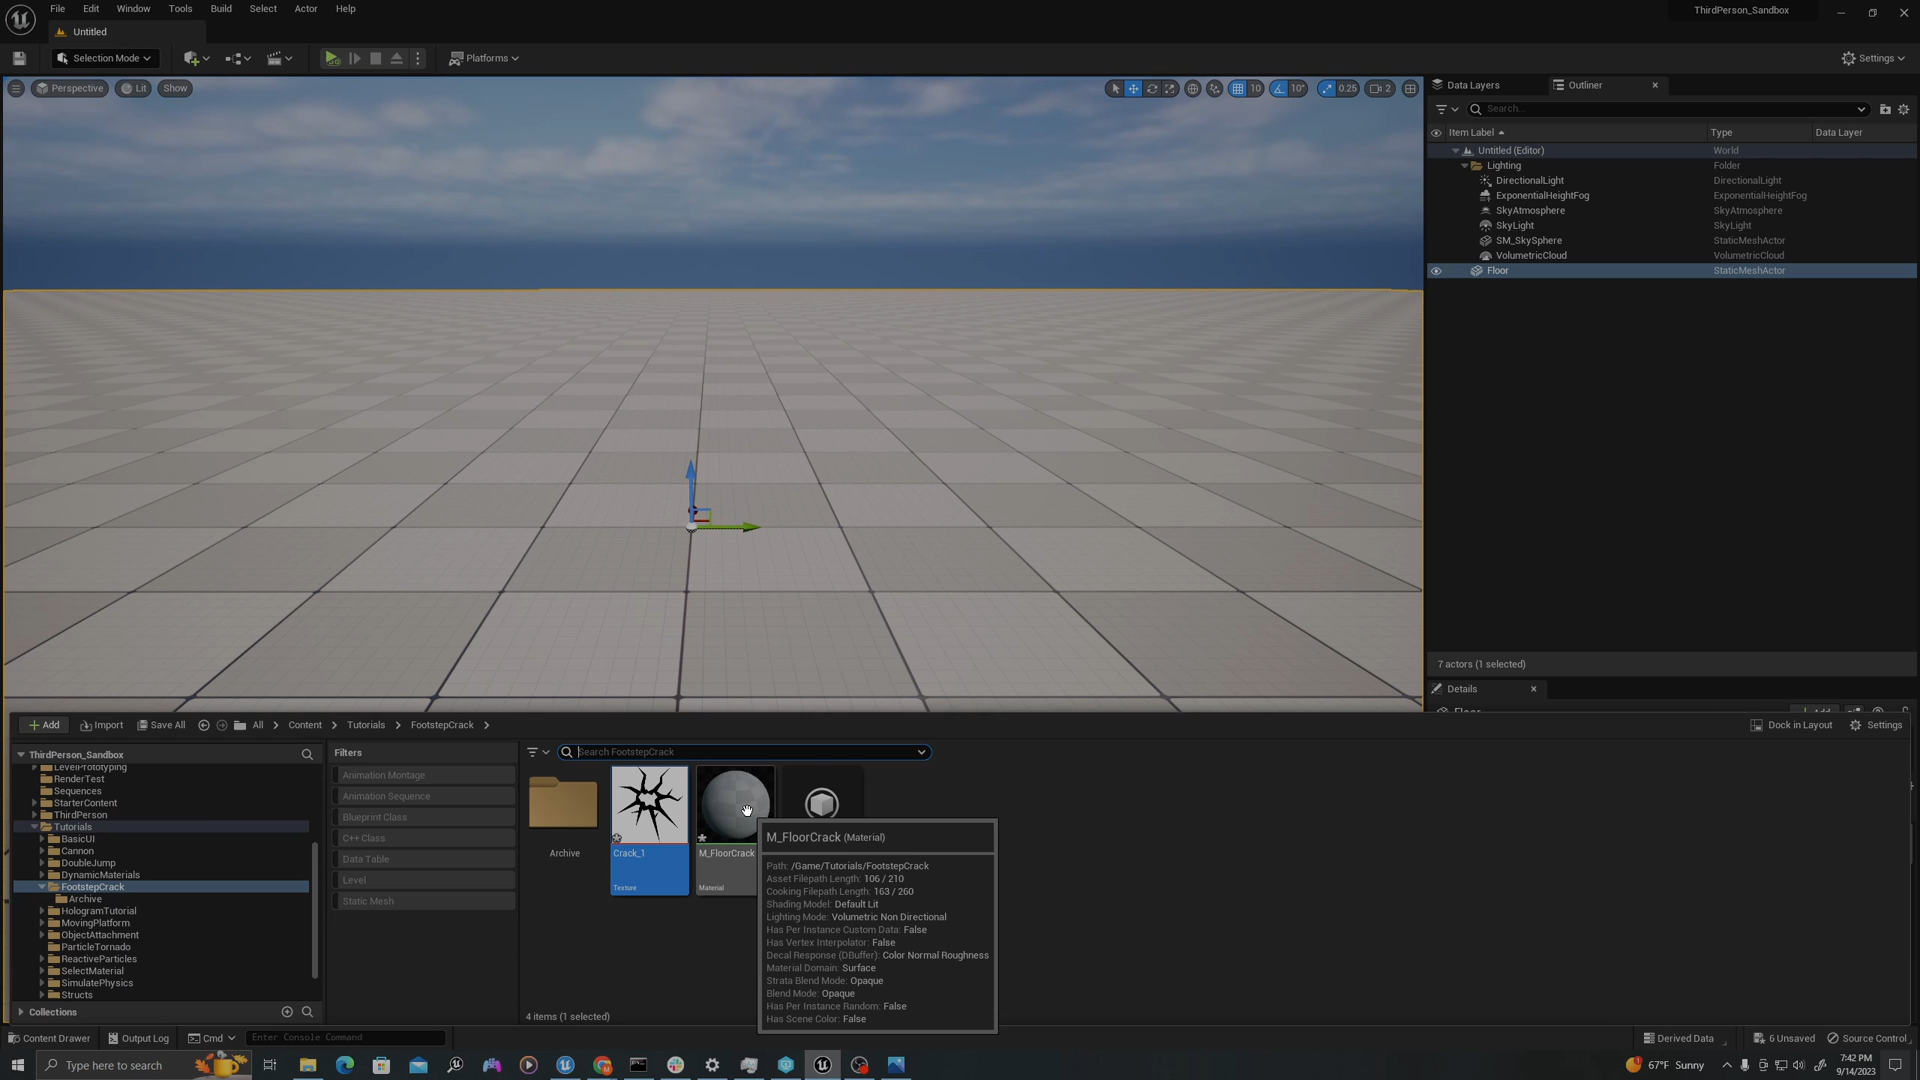 File Edit Window Tools Build Select Actor Help
ThirdPerson_Sandbox
Untitled
Selection Mode
Platforms
Settings
Perspective Lit Show
10 10° 0.25 2
Data Layers Outliner
Search...
Item Label Type Data Layer
Untitled (Editor) World
Lighting Folder
DirectionalLight DirectionalLight
ExponentialHeightFog ExponentialHeightFog
SkyAtmosphere SkyAtmosphere
SkyLight SkyLight
SM_SkySphere StaticMeshActor
VolumetricCloud VolumetricCloud
Floor StaticMeshActor
7 actors (1 selected)
Details
Add Import Save All All Content Tutorials FootstepCrack
Dock in Layout Settings
ThirdPerson_Sandbox
LevelPrototyping
RenderTest
Sequences
StarterContent
ThirdPerson
Tutorials
BasicUI
Cannon
DoubleJump
DynamicMaterials
FootstepCrack
Archive
HologramTutorial
MovingPlatform
ObjectAttachment
ParticleTornado
ReactiveParticles
SelectMaterial
SimulatePhysics
Structs
Collections
Filters
Animation Montage
Animation Sequence
Blueprint Class
C++ Class
Data Table
Level
Static Mesh
Search FootstepCrack
Archive
Crack_1
Texture
M_FloorCrack
Material
M_FloorCrack (Material)
Path: /Game/Tutorials/FootstepCrack
Asset Filepath Length: 106 / 210
Cooking Filepath Length: 163 / 260
Shading Model: Default Lit
Lighting Mode: Volumetric Non Directional
Has Per Instance Custom Data: False
Has Vertex Interpolator: False
Decal Response (DBuffer): Color Normal Roughness
Material Domain: Surface
Strata Blend Mode: Opaque
Blend Mode: Opaque
Has Per Instance Random: False
Has Scene Color: False
4 items (1 selected)
Content Drawer Output Log Cmd Enter Console Command
Derived Data 6 Unsaved Source Control
Type here to search
67°F Sunny
7:42 PM
9/14/2023